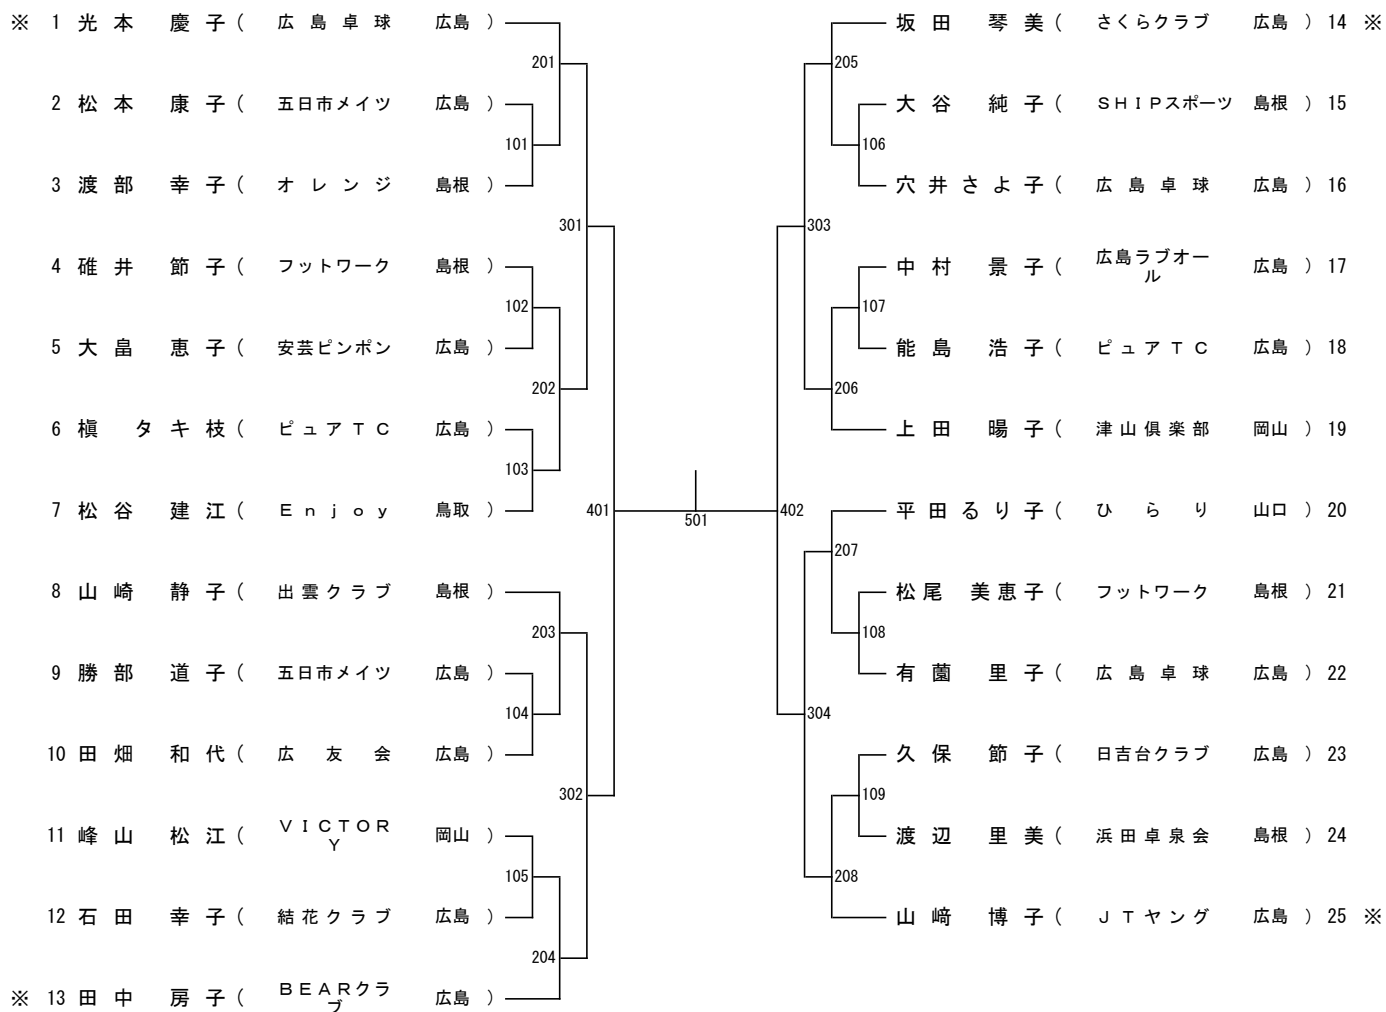 ※ 1 光本 慶子 ( 広島卓球 広島 )
2 松本 康子 ( 五日市メイツ 広島 )
3 渡部 幸子 ( オレンジ 島根 )
4 碓井 節子 ( フットワーク 島根 )
5 大畠 恵子 ( 安芸ピンポン 広島 )
6 槇 タキ枝 ( ピュアTC 広島 )
7 松谷 建江 ( Enjoy 鳥取 )
8 山崎 静子 ( 出雲クラブ 島根 )
9 勝部 道子 ( 五日市メイツ 広島 )
10 田畑 和代 ( 広友会 広島 )
11 峰山 松江 ( VICTORY 岡山 )
12 石田 幸子 ( 結花クラブ 広島 )
※ 13 田中 房子 ( BEARクラブ 広島 )
201
101
301
102
202
103
401
203
104
302
105
204
501
205
106
303
107
206
402
207
108
304
109
208
坂田 琴美 ( さくらクラブ 広島 ) 14 ※
大谷 純子 ( SHIPスポーツ 島根 ) 15
穴井さよ子 ( 広島卓球 広島 ) 16
中村 景子 ( 広島ラブオール 広島 ) 17
能島 浩子 ( ピュアTC 広島 ) 18
上田 暘子 ( 津山倶楽部 岡山 ) 19
平田るり子 ( ひらり 山口 ) 20
松尾 美恵子 ( フットワーク 島根 ) 21
有薗 里子 ( 広島卓球 広島 ) 22
久保 節子 ( 日吉台クラブ 広島 ) 23
渡辺 里美 ( 浜田卓泉会 島根 ) 24
山﨑 博子 ( JTヤング 広島 ) 25 ※